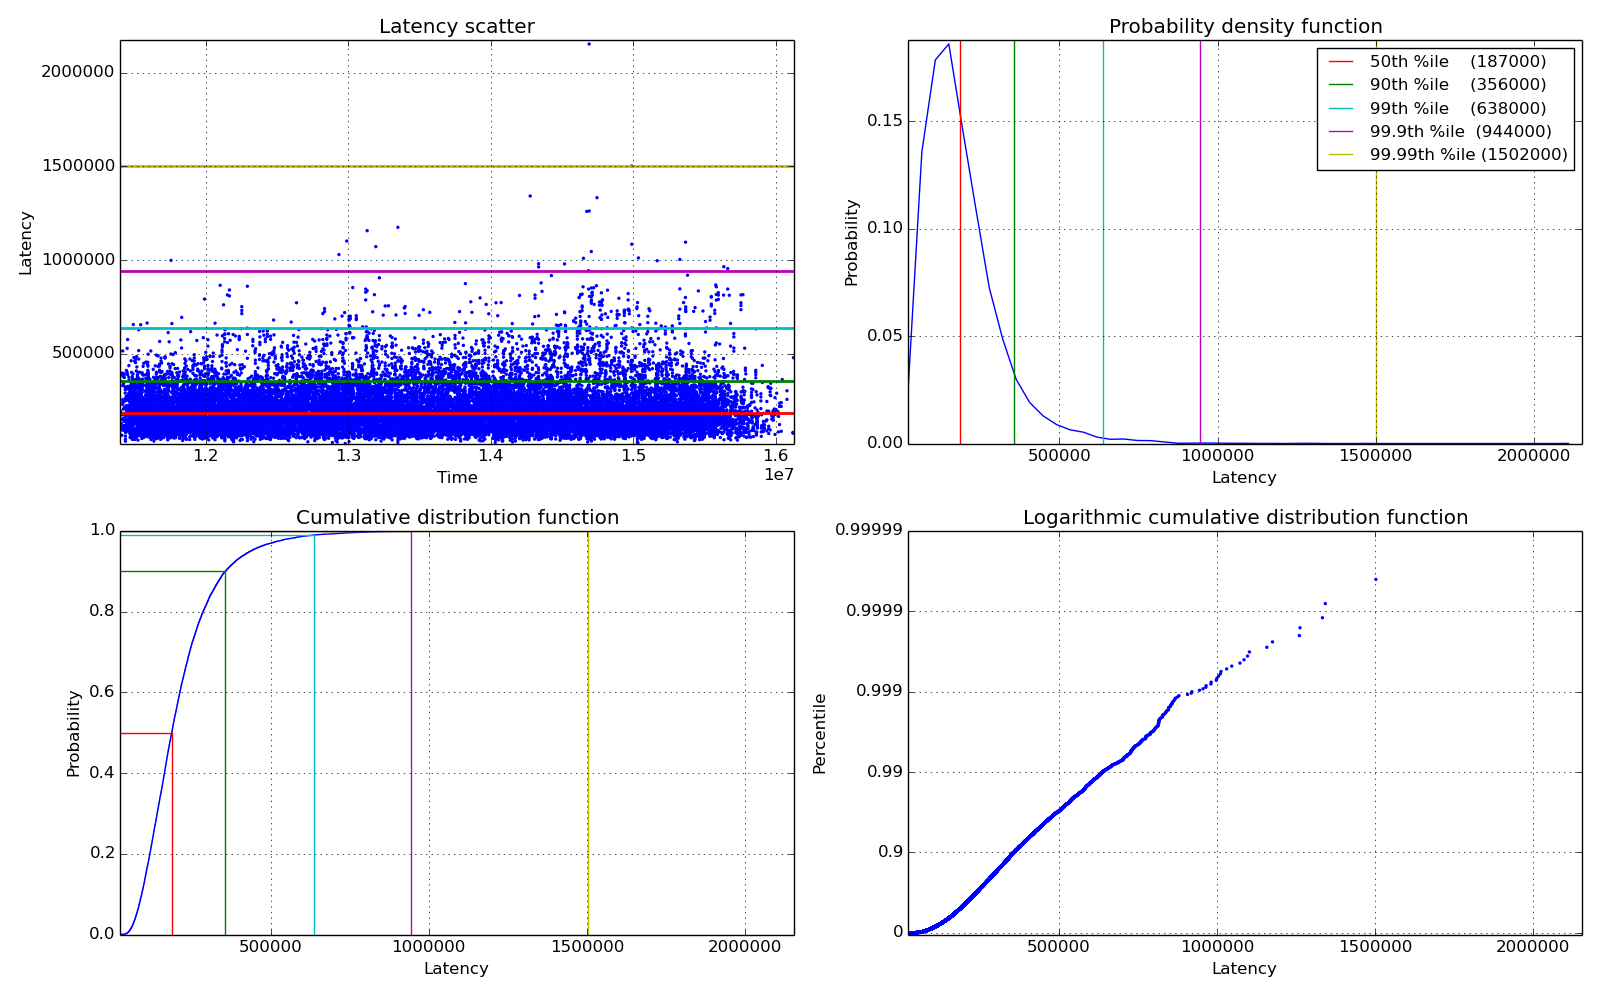 Latency scatter
2000000
1500000
1000000
500000
Latency
1.2 1.3 1.4 1.5 1.6
1e7
Time
Probability density function
50th %ile (187000)
90th %ile (356000)
99th %ile (638000)
99.9th %ile (944000)
99.99th %ile (1502000)
0.15
0.10
0.05
0.00
Probability
500000 1000000 1500000 2000000
Latency
Cumulative distribution function
1.0
0.8
0.6
0.4
0.2
0.0
Probability
500000 1000000 1500000 2000000
Latency
Logarithmic cumulative distribution function
0.99999
0.9999
0.999
0.99
0.9
0
Percentile
500000 1000000 1500000 2000000
Latency